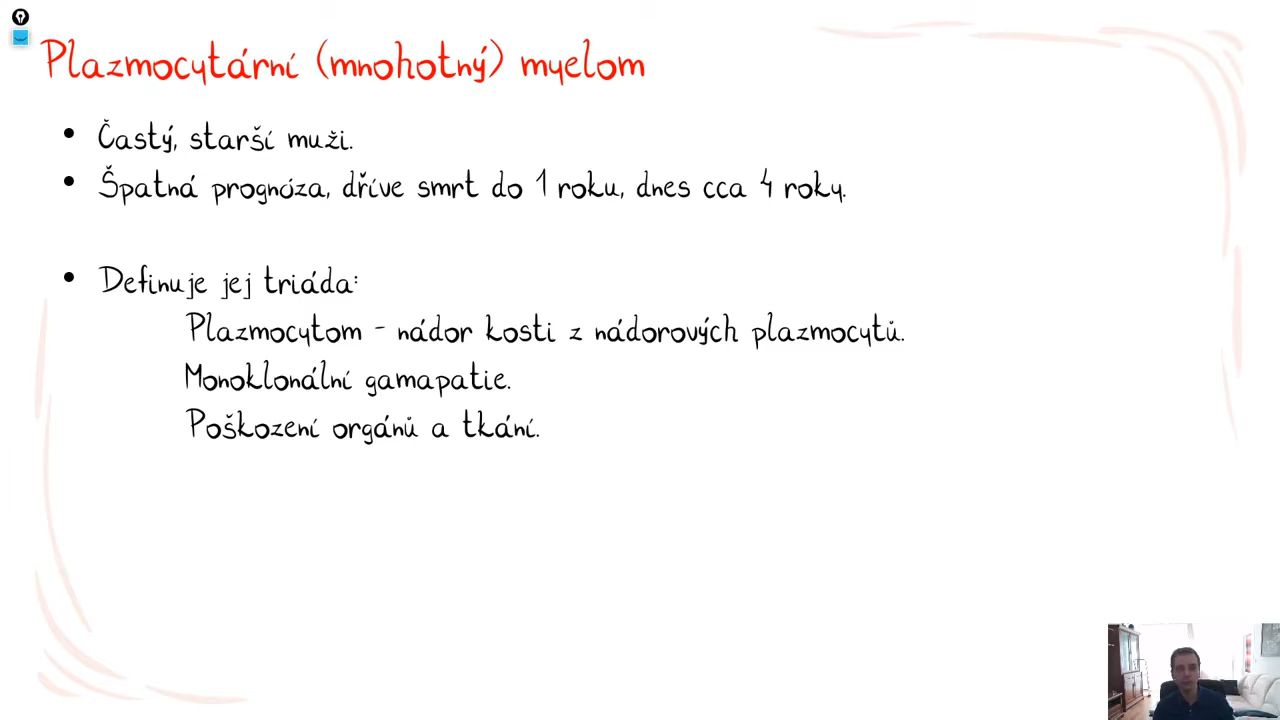 Plazmocytární (mnohotný) myelom
• Častý, starší muži.
• Špatná prognóza, dříve smrt do 1 roku, dnes cca 4 roky.
• Definuje jej triáda:
Plazmocytom - nádor kosti z nádorových plazmocytů.
Monoklonální gamapatie.
Poškození orgánů a tkání.